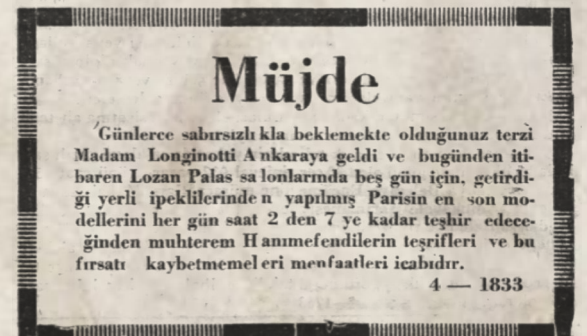 Müjde
Günlerce sabırsızlıkla beklemekte olduğunuz terzi
Madam Longinotti Ankaraya geldi ve bugünden iti-
baren Lozan Palas salonlarında beş gün için, getirdi-
ği yerli ipeklilerinden yapılmış Parisin en son mo-
dellerini her gün saat 2 den 7 ye kadar teşhir edece-
ğinden muhterem Hanımefendilerin teşrifleri ve bu
fırsatı kaybetmemeleri menfaatleri icabıdır.
4 — 1833